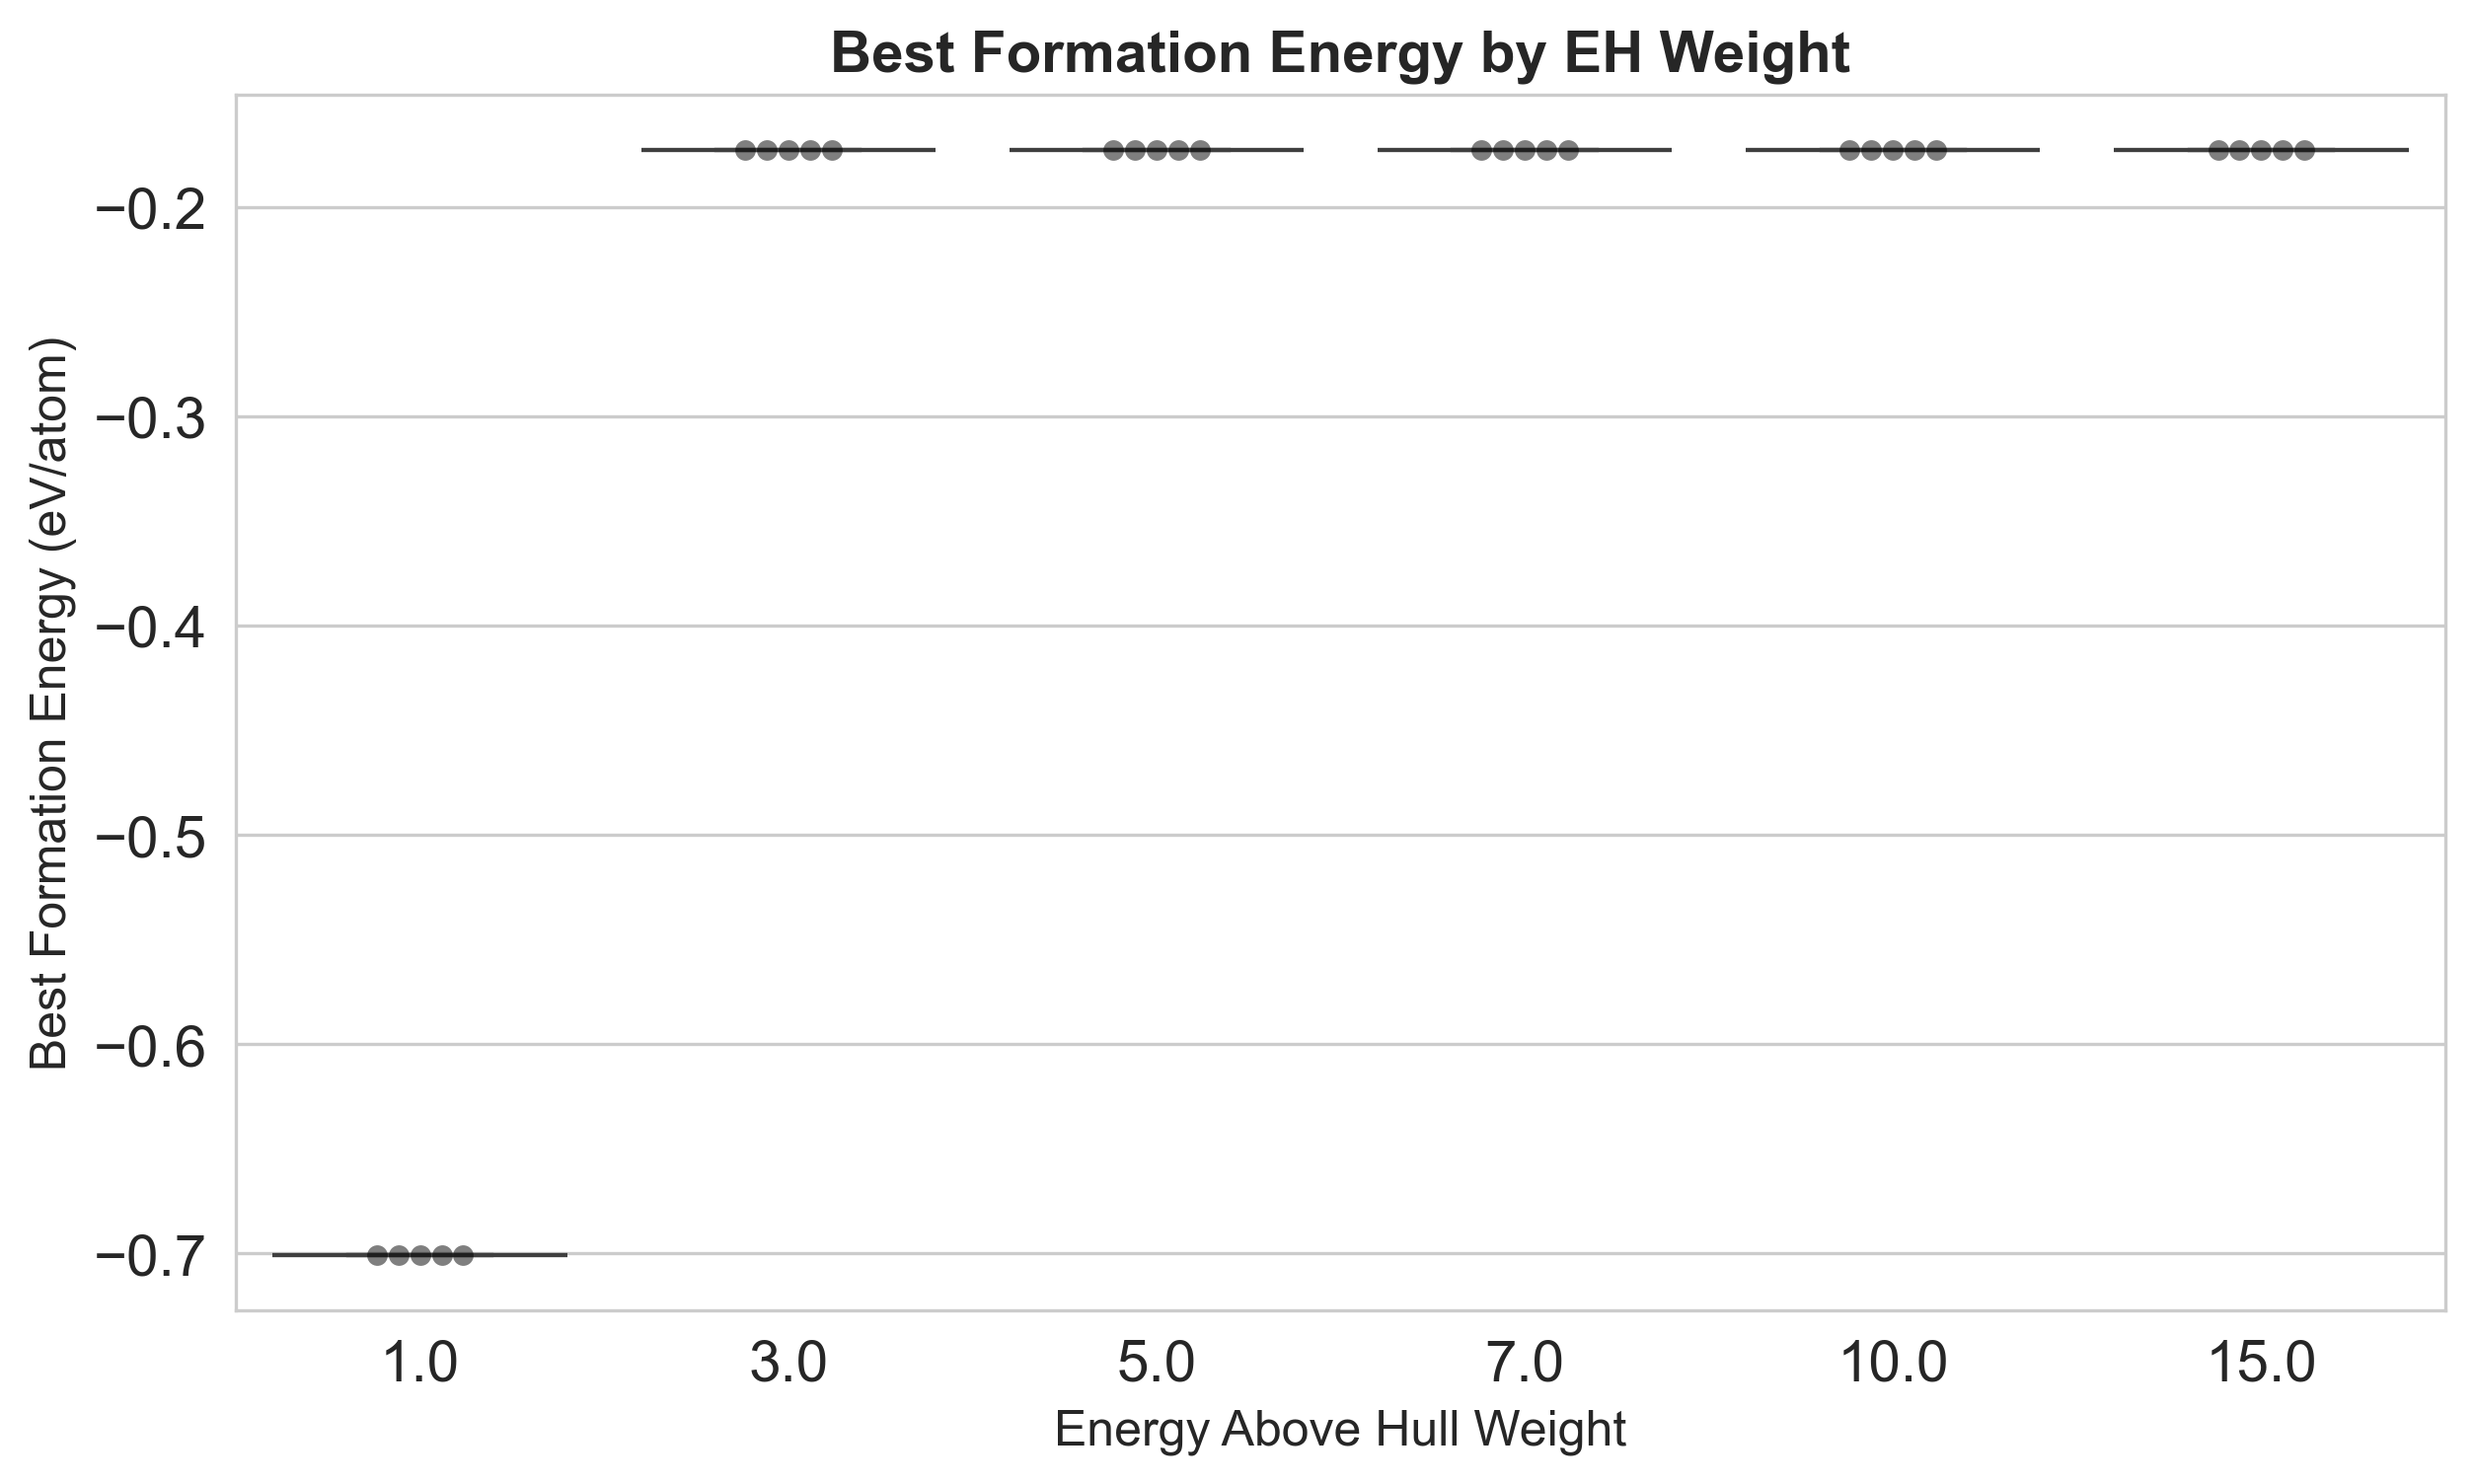 Best Formation Energy by EH Weight
Best Formation Energy (eV/atom)
−0.2
−0.3
−0.4
−0.5
−0.6
−0.7
1.0 3.0 5.0 7.0 10.0 15.0
Energy Above Hull Weight